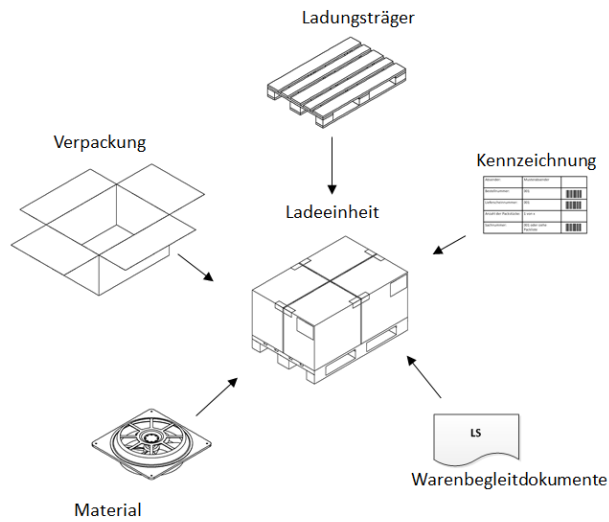 Ladungsträger
Verpackung
Kennzeichnung
Ladeeinheit
LS
Warenbegleitdokumente
Material